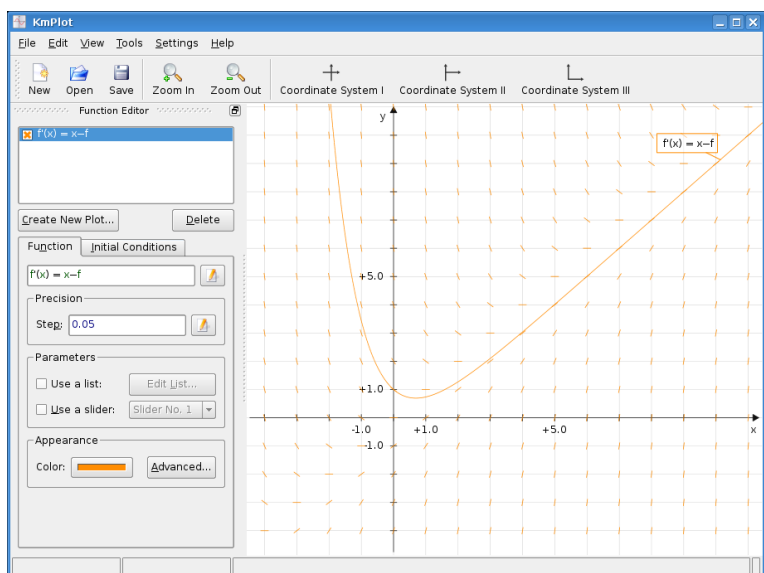 KmPlot
File Edit View Tools Settings Help
New Open Save Zoom In Zoom Out Coordinate System I Coordinate System II Coordinate System III
Function Editor
f'(x) = x−f
Create New Plot... Delete
Function Initial Conditions
f'(x) = x−f
Precision
Step: 0.05
Parameters
Use a list: Edit List...
Use a slider: Slider No. 1
Appearance
Color: Advanced...
y
f'(x) = x−f
+5.0
+1.0
-1.0 +1.0 +5.0 x
-1.0